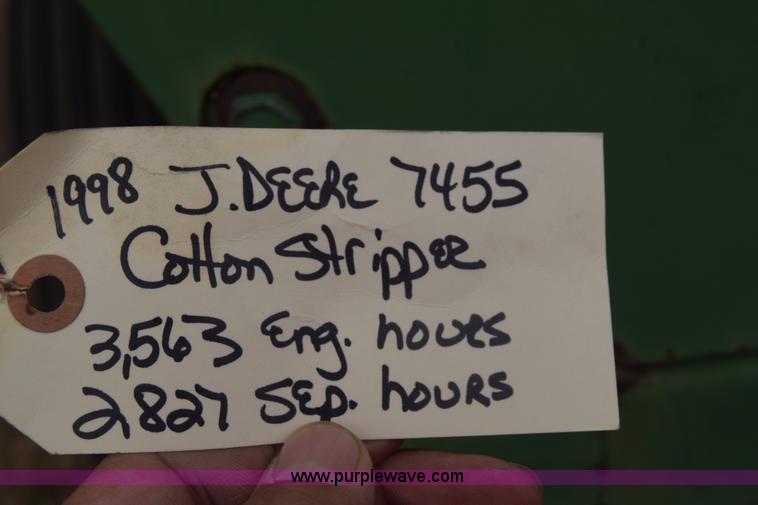 1998 J.DEERE 7455
Cotton Stripper
3,563 Eng. hours
2827 SEP. hours
www.purplewave.com